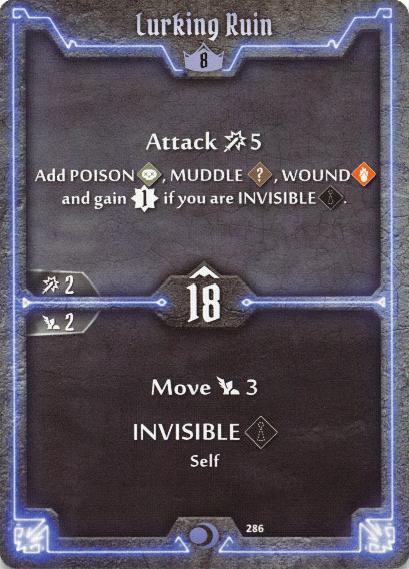 Lurking Ruin
8
Attack 5
Add POISON , MUDDLE ? , WOUND
and gain 1 if you are INVISIBLE .
2
18
2
Move 3
INVISIBLE
Self
286